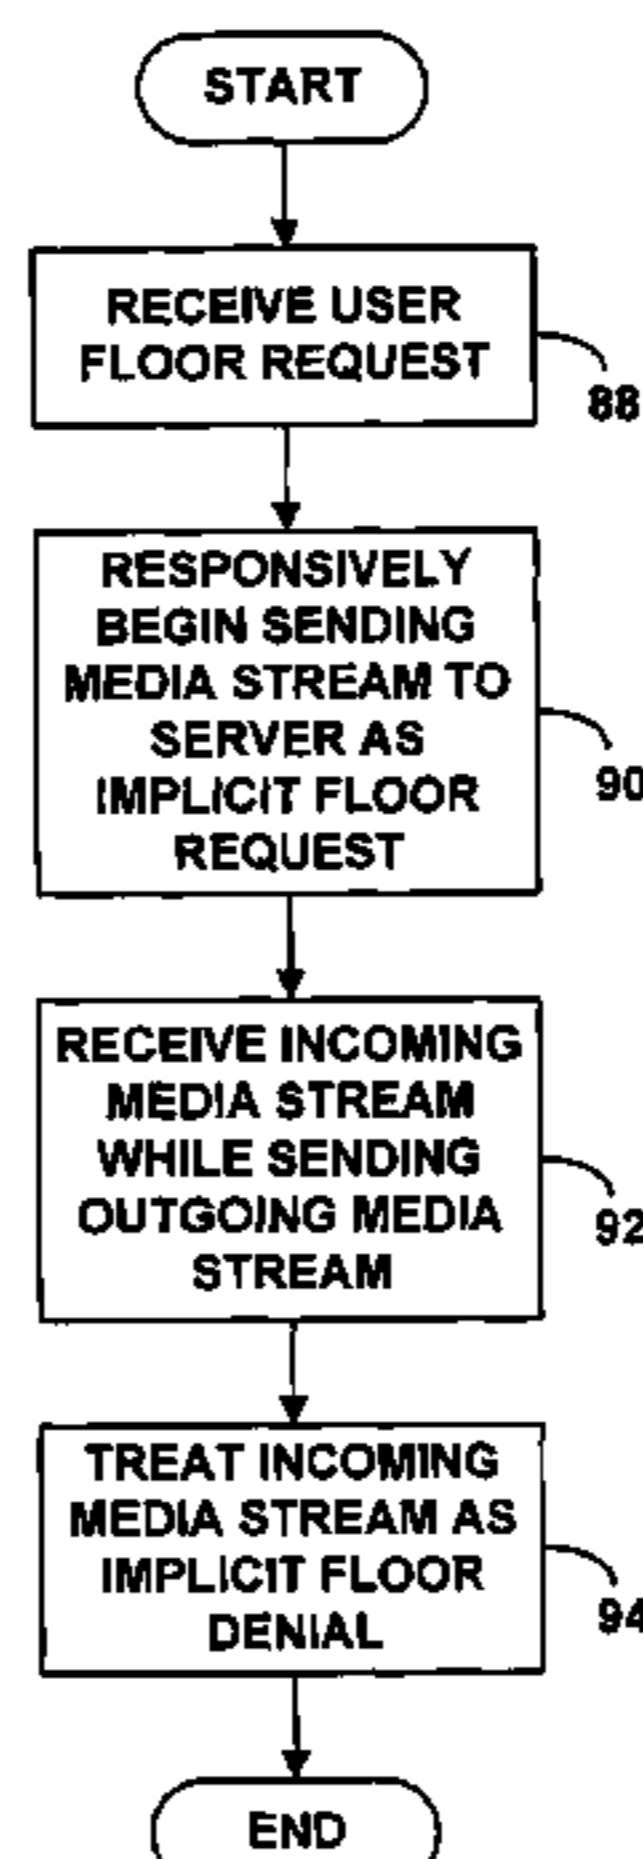 START
RECEIVE USER
FLOOR REQUEST
88
RESPONSIVELY
BEGIN SENDING
MEDIA STREAM TO
SERVER AS
IMPLICIT FLOOR
REQUEST
90
RECEIVE INCOMING
MEDIA STREAM
WHILE SENDING
OUTGOING MEDIA
STREAM
92
TREAT INCOMING
MEDIA STREAM AS
IMPLICIT FLOOR
DENIAL
94
END